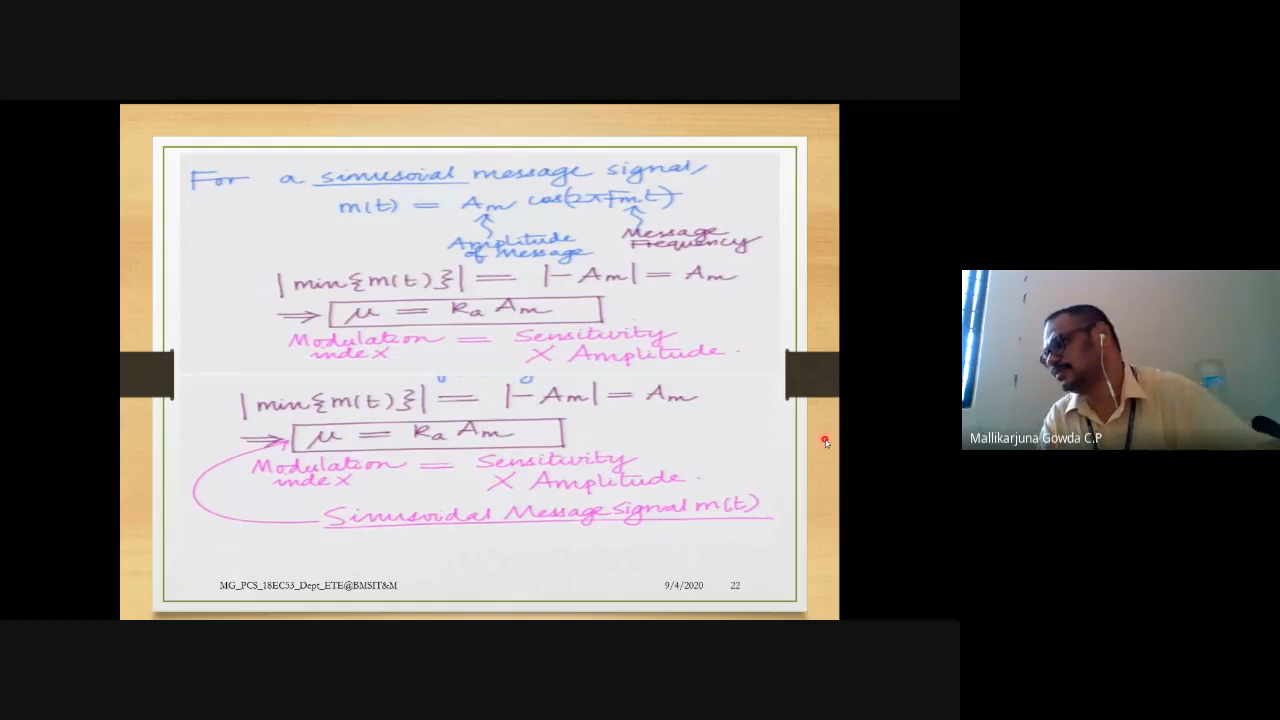 For a sinusoial message signal,
m(t) = Am cos(2πfmt)
Amplitude of Message
Message Frequency
|min{m(t)}| = |-Am| = Am
⇒ μ = Ka Am
Modulation index = Sensitivity
X Amplitude.
|min{m(t)}| = |-Am| = Am
⇒ μ = Ka Am
Modulation index = Sensitivity
X Amplitude.
Sinusoidal Message signal m(t)
MG_PCS_18EC53_Dept_ETE@BMSIT&M 9/4/2020 22
Mallikarjuna Gowda C.P